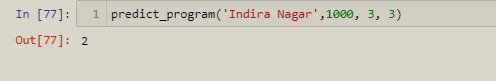 In [77]: 1 predict_program('Indira Nagar',1000, 3, 3)
Out[77]: 2